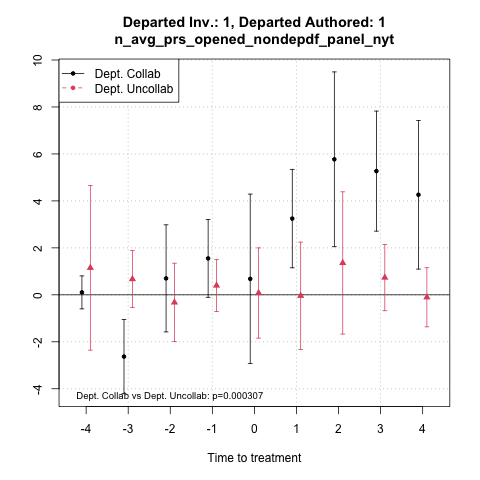 Departed Inv.: 1, Departed Authored: 1
n_avg_prs_opened_nondepdf_panel_nyt
Dept. Collab
Dept. Uncollab
10
8
6
4
2
0
-2
-4
Dept. Collab vs Dept. Uncollab: p=0.000307
-4 -3 -2 -1 0 1 2 3 4
Time to treatment